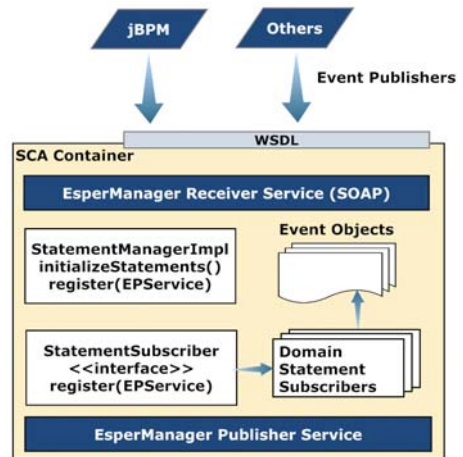 jBPM
Others
Event Publishers
WSDL
SCA Container
EsperManager Receiver Service (SOAP)
StatementManagerImpl
initializeStatements()
register(EPService)
Event Objects
StatementSubscriber
<<interface>>
register(EPService)
Domain
Statement
Subscribers
EsperManager Publisher Service